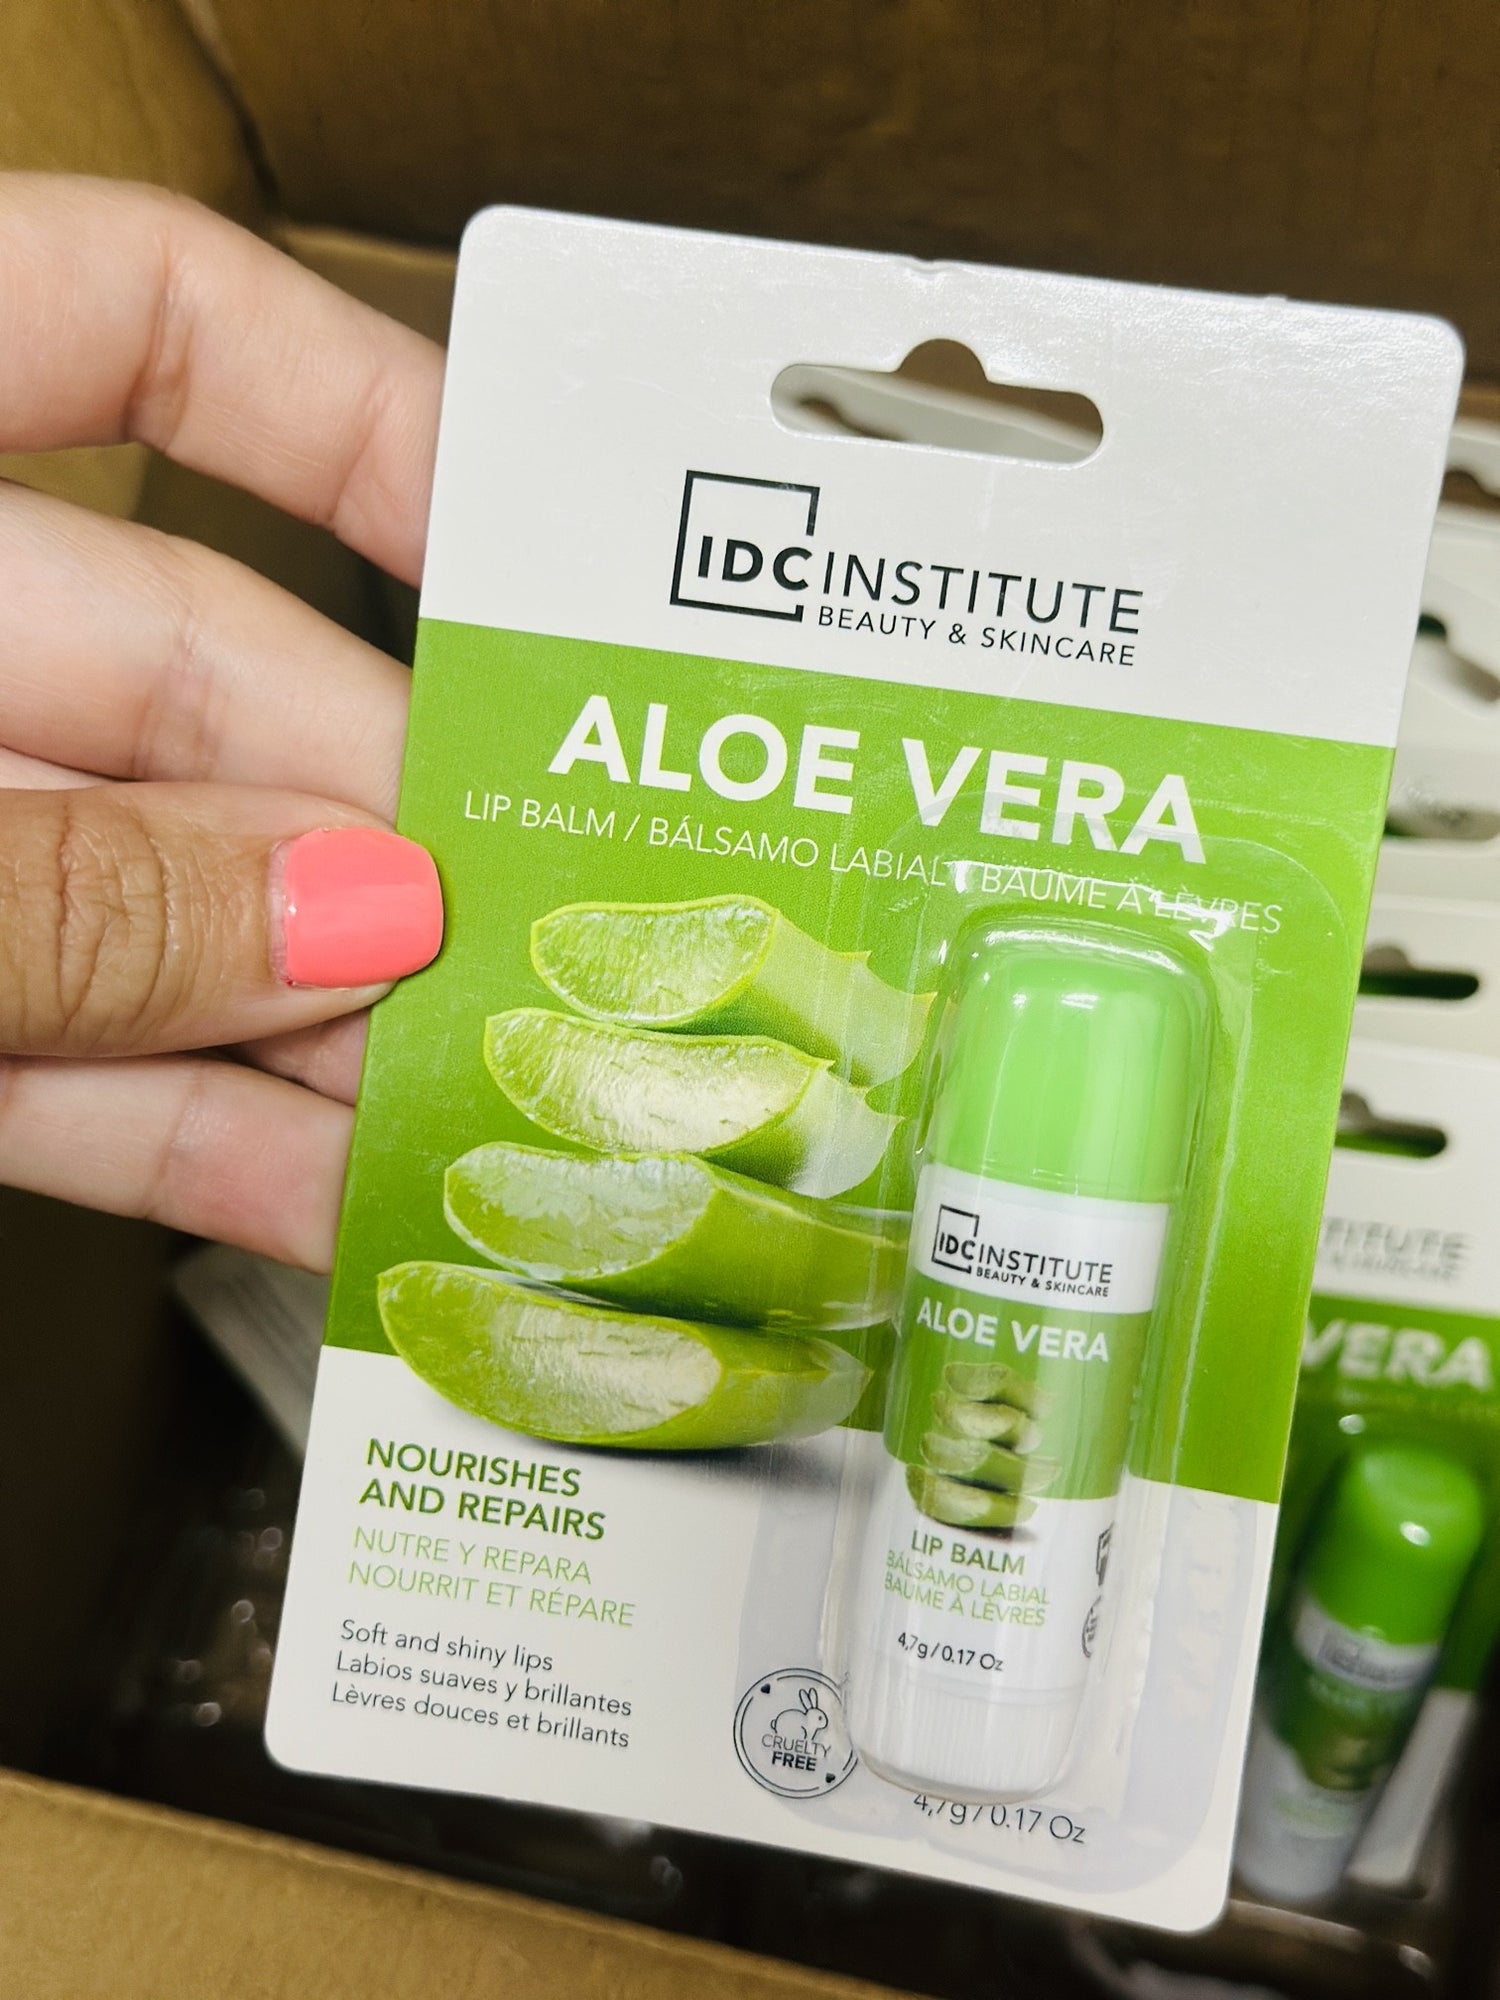 IDC INSTITUTE
BEAUTY & SKINCARE
ALOE VERA
LIP BALM / BÁLSAMO LABIAL / BAUME À LÈVRES
IDC INSTITUTE
BEAUTY & SKINCARE
ALOE VERA
LIP BALM
BÁLSAMO LABIAL
BAUME À LÈVRES
4,7g/0.17 Oz
NOURISHES
AND REPAIRS
NUTRE Y REPARA
NOURRIT ET RÉPARE
Soft and shiny lips
Labios suaves y brillantes
Lèvres douces et brillants
CRUELTY
FREE
4,7g/0.17 Oz
SKINCARE
VERA